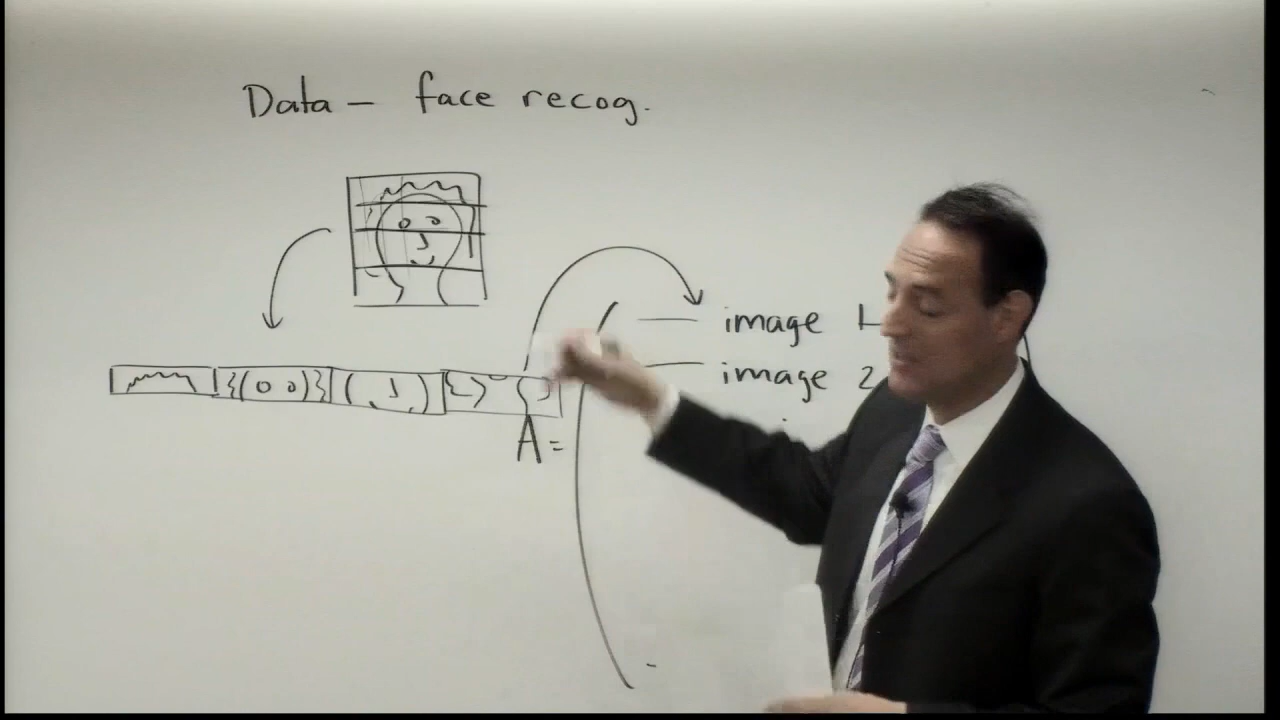 Data – face recog.
image 1
image 2
A =